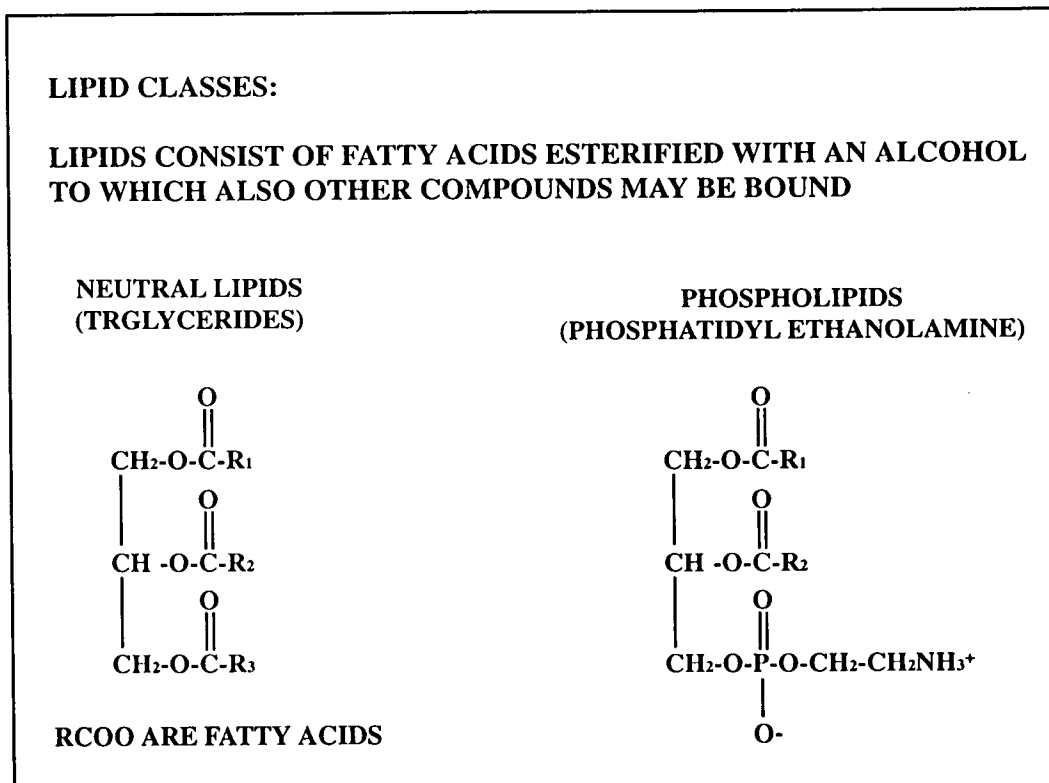 LIPID CLASSES:
LIPIDS CONSIST OF FATTY ACIDS ESTERIFIED WITH AN ALCOHOL
TO WHICH ALSO OTHER COMPOUNDS MAY BE BOUND
NEUTRAL LIPIDS
(TRGLYCERIDES)
O
CH2-O-C-R1
O
CH -O-C-R2
O
CH2-O-C-R3
RCOO ARE FATTY ACIDS
PHOSPHOLIPIDS
(PHOSPHATIDYL ETHANOLAMINE)
O
CH2-O-C-R1
O
CH -O-C-R2
O
CH2-O-P-O-CH2-CH2NH3+
O-